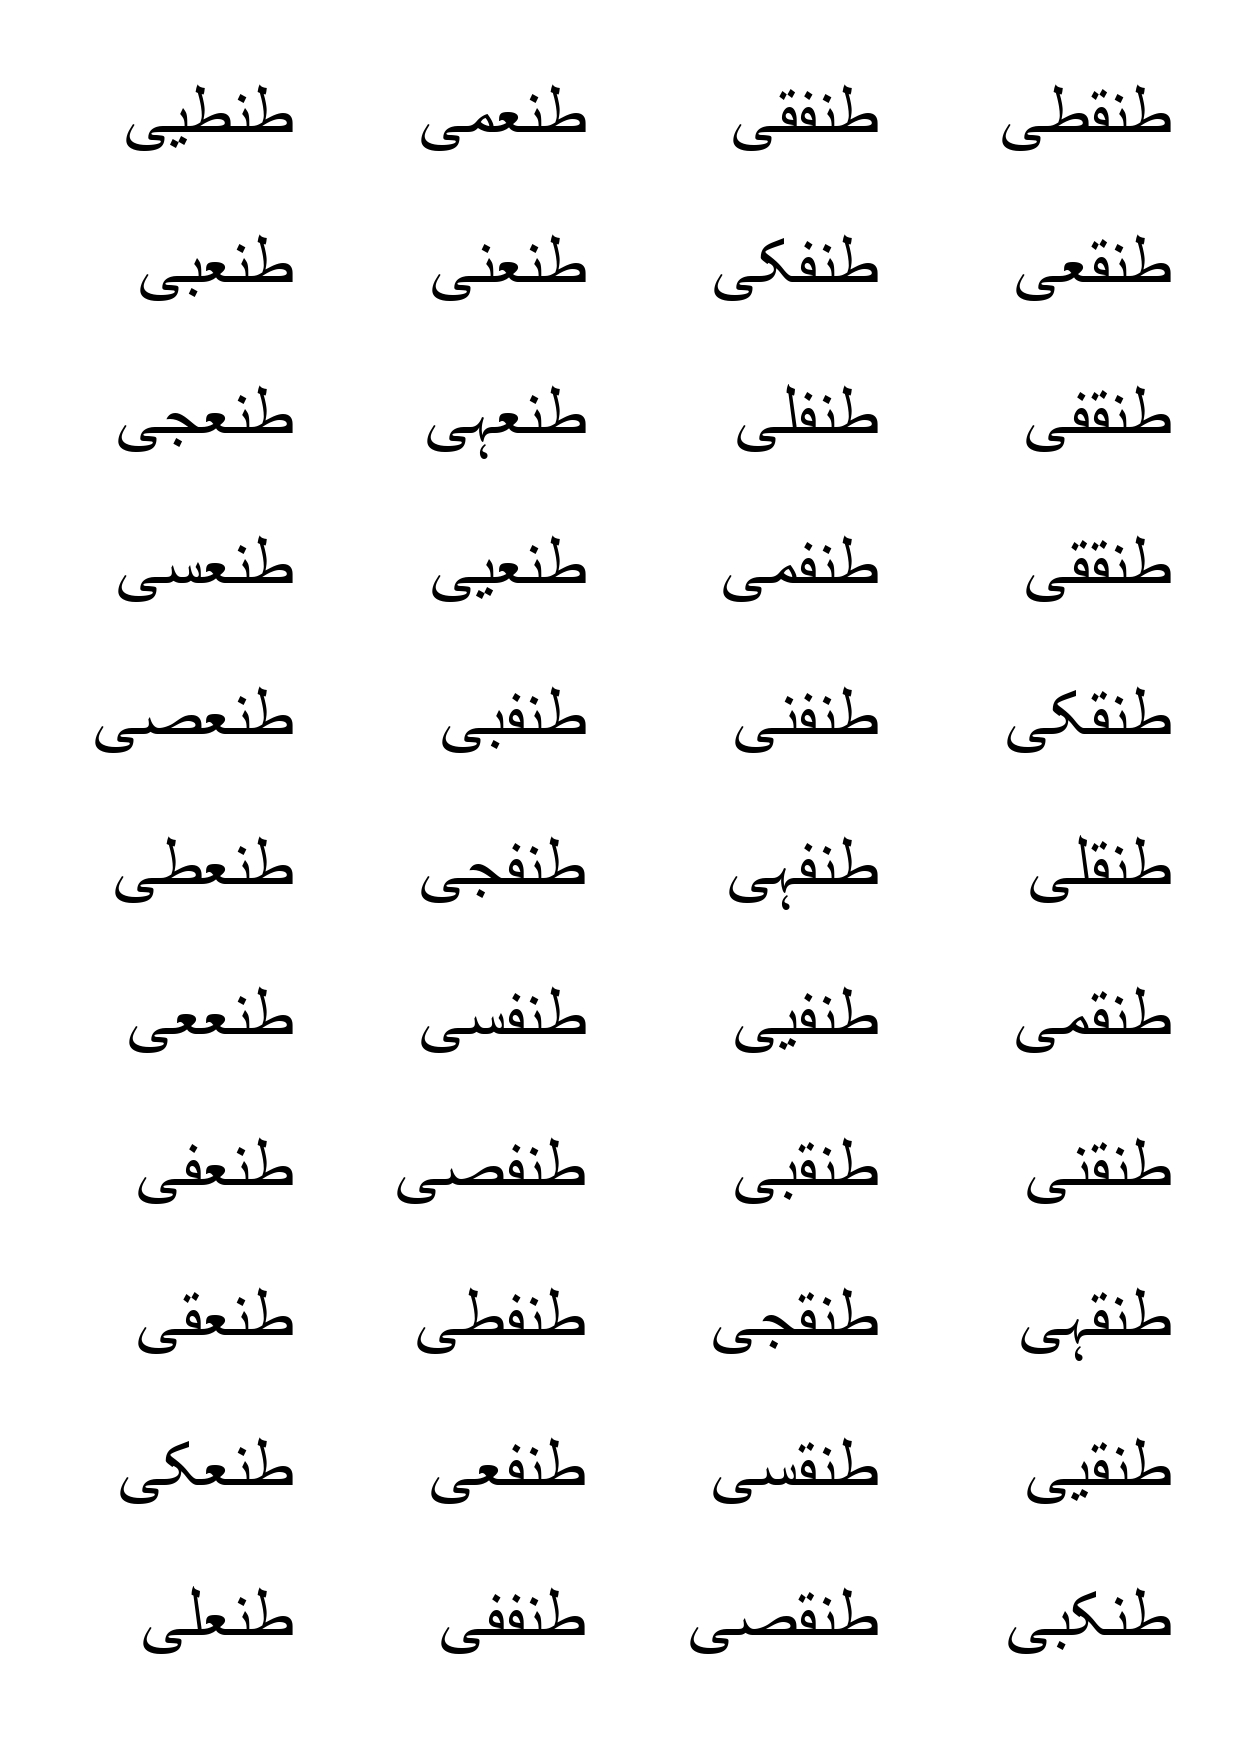 طنقطی طنفقی طنعمی طنطیی
طنقعی طنفکی طنعنی طنعبی
طنقفی طنفلی طنعہی طنعجی
طنققی طنفمی طنعیی طنعسی
طنقکی طنفنی طنفبی طنعصی
طنقلی طنفہی طنفجی طنعطی
طنقمی طنفیی طنفسی طنععی
طنقنی طنقبی طنفصی طنعفی
طنقہی طنقجی طنفطی طنعقی
طنقیی طنقسی طنفعی طنعکی
طنکبی طنقصی طنففی طنعلی